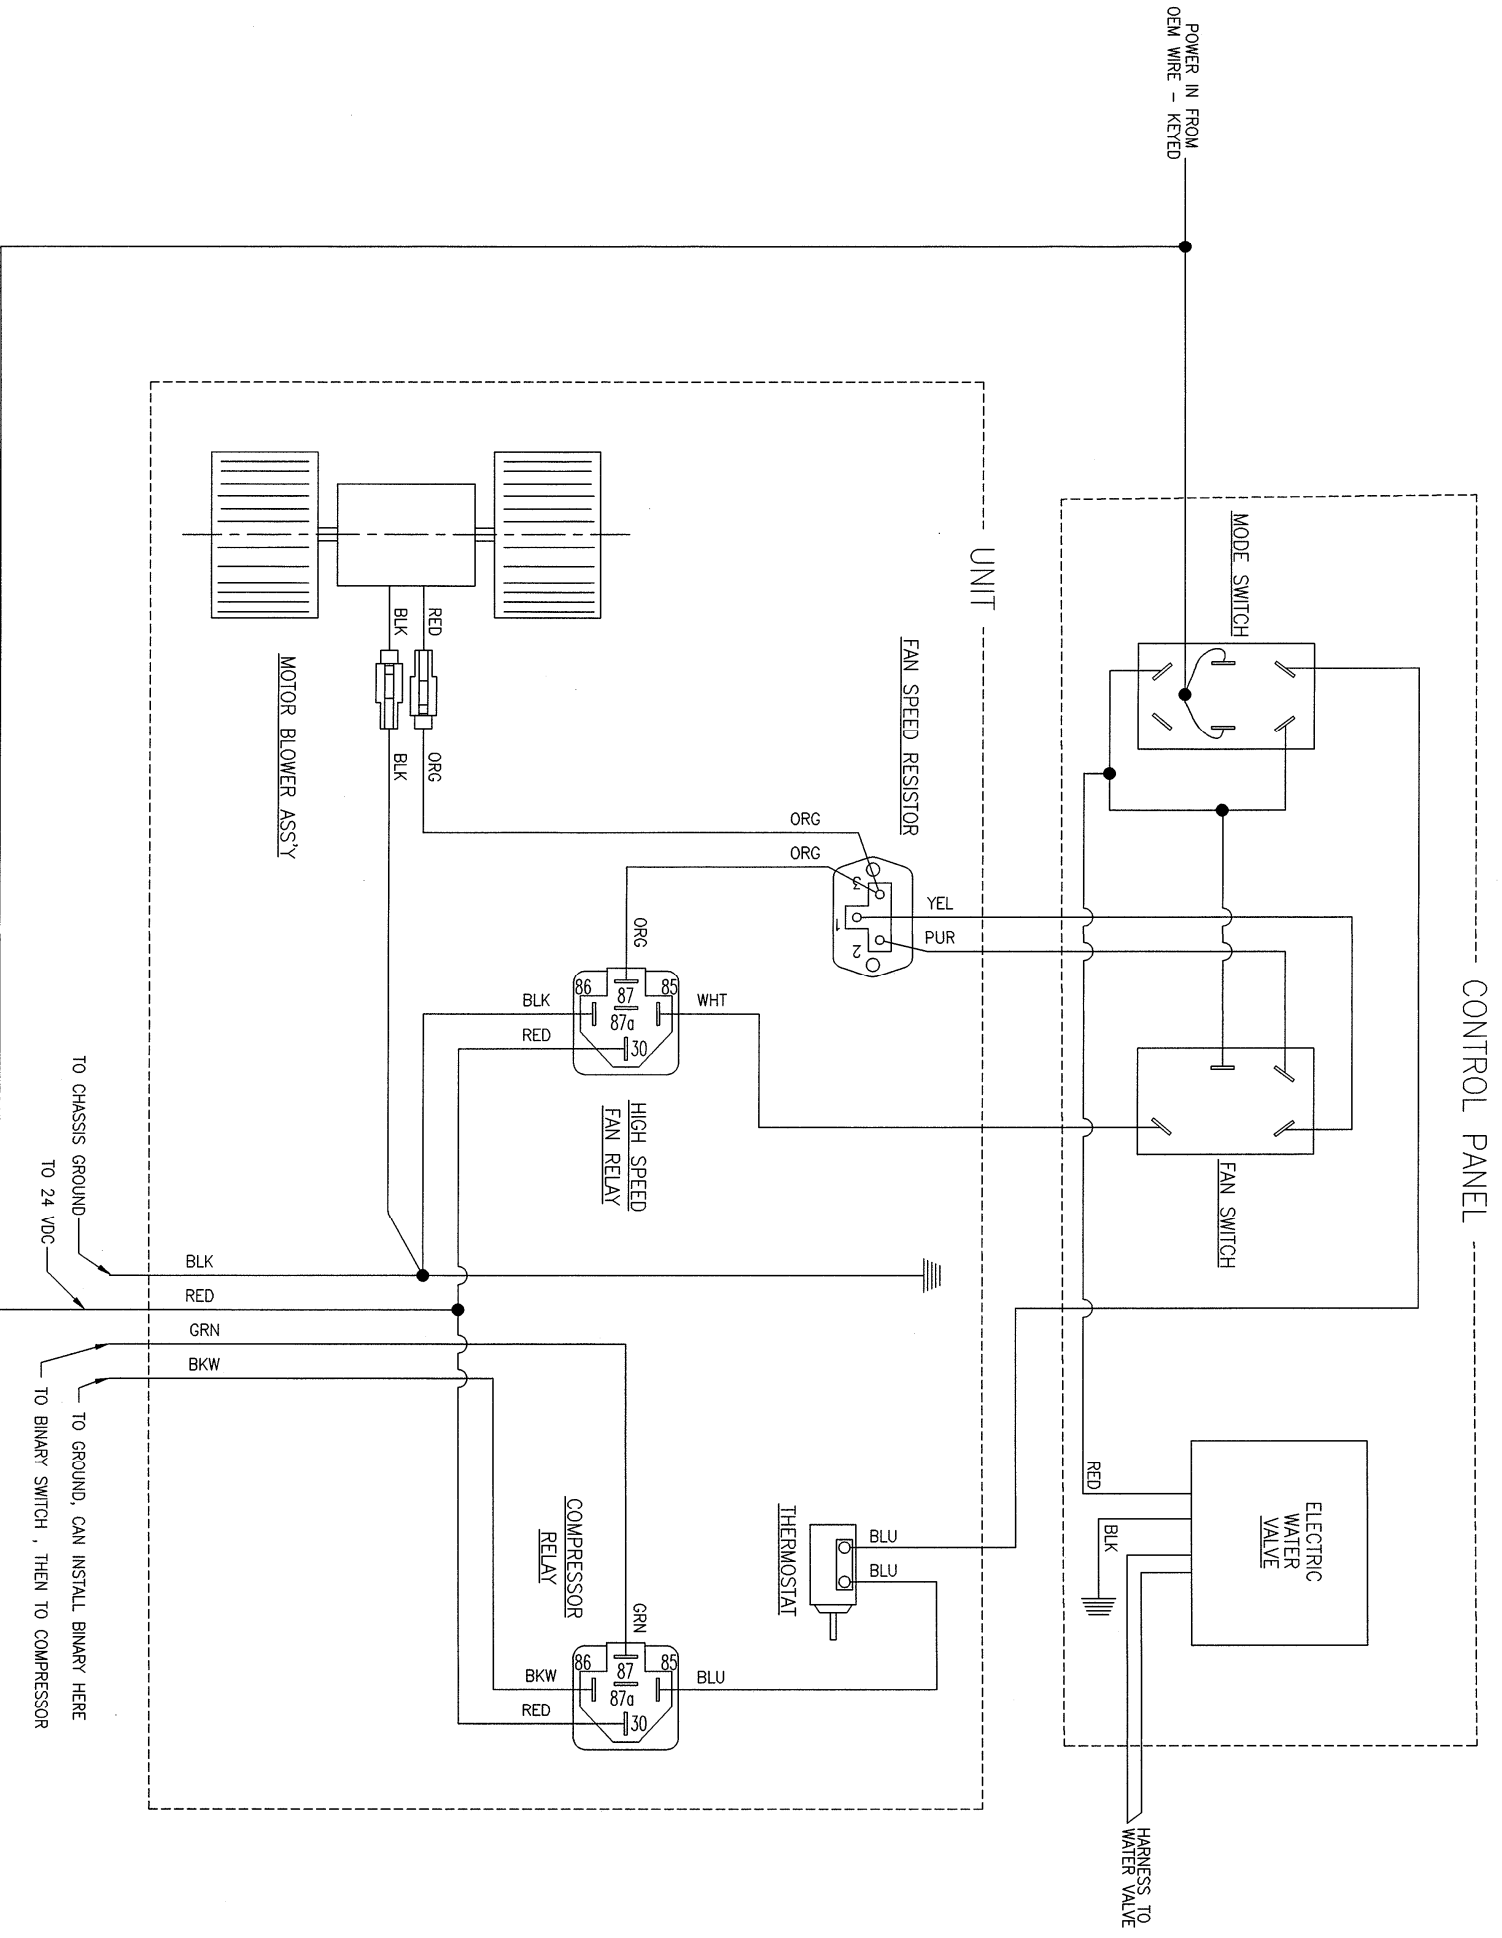 POWER IN FROM
OEM WIRE - KEYED
CONTROL PANEL
MODE SWITCH
FAN SWITCH
ELECTRIC
WATER
VALVE
RED
BLK
HARNESS TO
WATER VALVE
UNIT
FAN SPEED RESISTOR
3
1
2
ORG
ORG
YEL
PUR
RED
BLK
ORG
BLK
MOTOR BLOWER ASS'Y
ORG
86
87
85
87a
30
BLK
RED
WHT
HIGH SPEED
FAN RELAY
TO CHASSIS GROUND
TO 24 VDC
BLK
RED
GRN
BKW
THERMOSTAT
BLU
BLU
COMPRESSOR
RELAY
GRN
86
87
85
87a
30
BKW
RED
BLU
TO GROUND, CAN INSTALL BINARY HERE
TO BINARY SWITCH , THEN TO COMPRESSOR